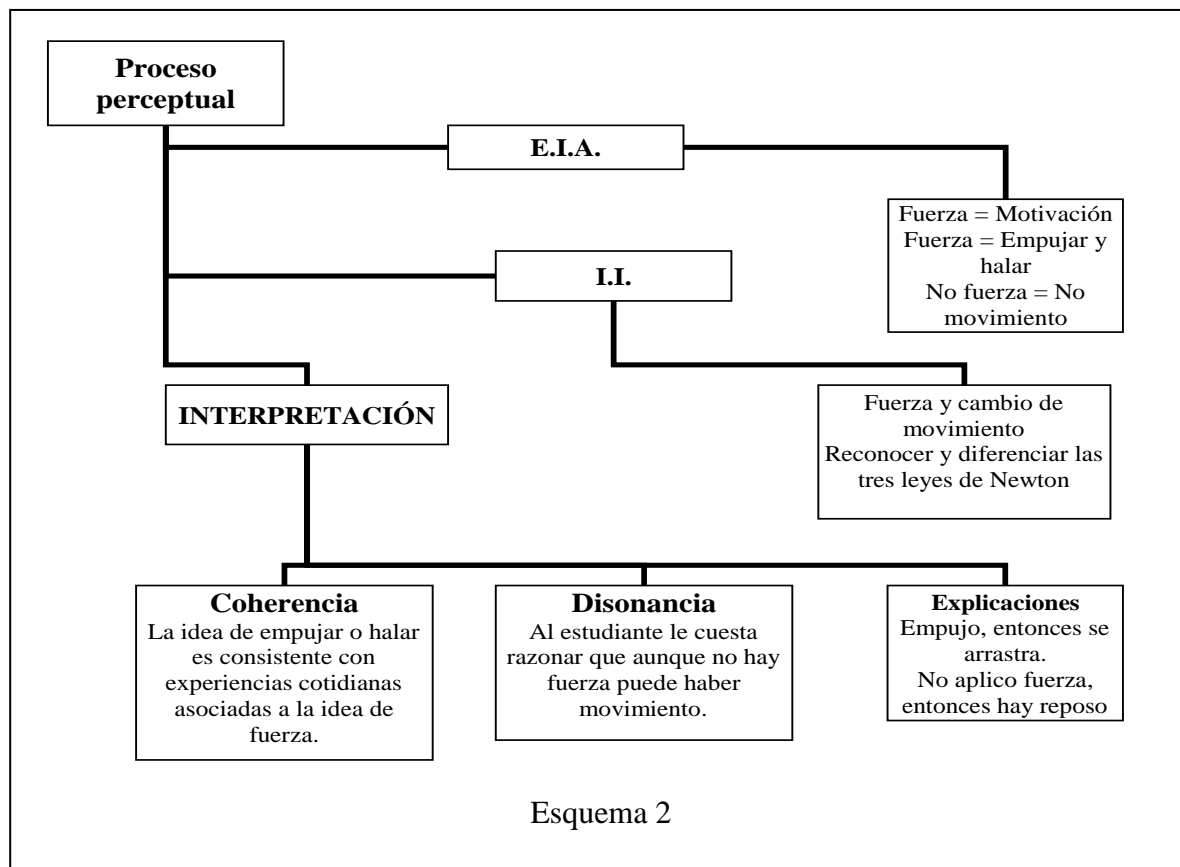 Proceso
perceptual
E.I.A.
Fuerza = Motivación
Fuerza = Empujar y
halar
No fuerza = No
movimiento
I.I.
Fuerza y cambio de
movimiento
Reconocer y diferenciar las
tres leyes de Newton
INTERPRETACIÓN
Coherencia
La idea de empujar o halar
es consistente con
experiencias cotidianas
asociadas a la idea de
fuerza.
Disonancia
Al estudiante le cuesta
razonar que aunque no hay
fuerza puede haber
movimiento.
Explicaciones
Empujo, entonces se
arrastra.
No aplico fuerza,
entonces hay reposo
Esquema 2